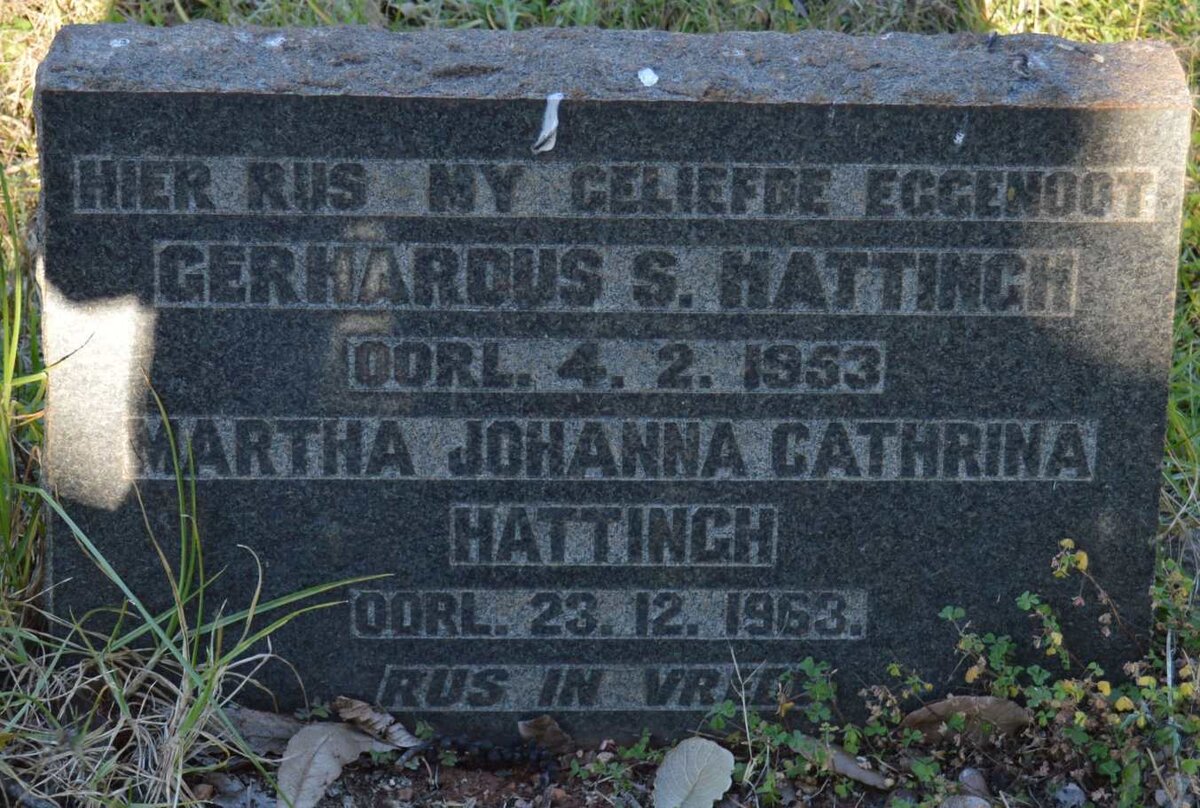 HIER RUS MY GELIEFDE EGGENOOT
GERHARDUS S. HATTINGH
OORL. 4. 2. 1953
MARTHA JOHANNA CATHRINA
HATTINGH
OORL. 23. 12. 1963.
RUS IN